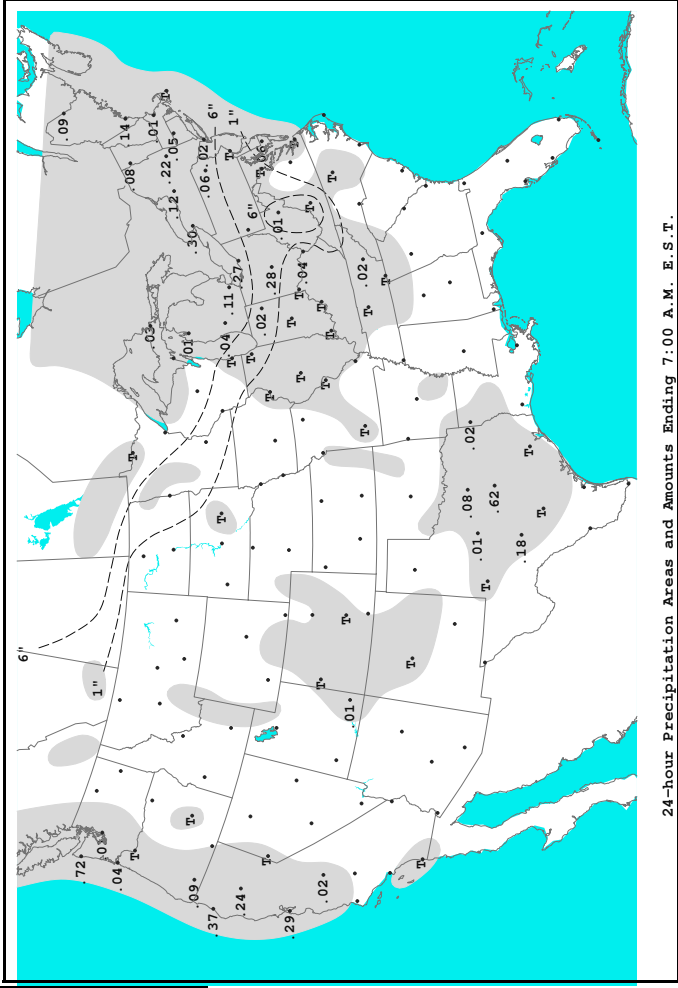 6"
.09
.72
1"
.04
.14
T
T
.08
.03
.01
T
.22
.12
.05
.01
.09
T
.30
.02
.06
.37
6"
T
.04
T
.11
T
1"
.24
.27
T
6"
.02
T
.06
T
T
.28
.01
.29
T
T
T
T
.04
T
T
T
.02
T
T
T
T
.01
.02
T
T
T
T
T
.08
.02
.01
T
.62
.18
T
T
24-hour Precipitation Areas and Amounts Ending 7:00 A.M. E.S.T.